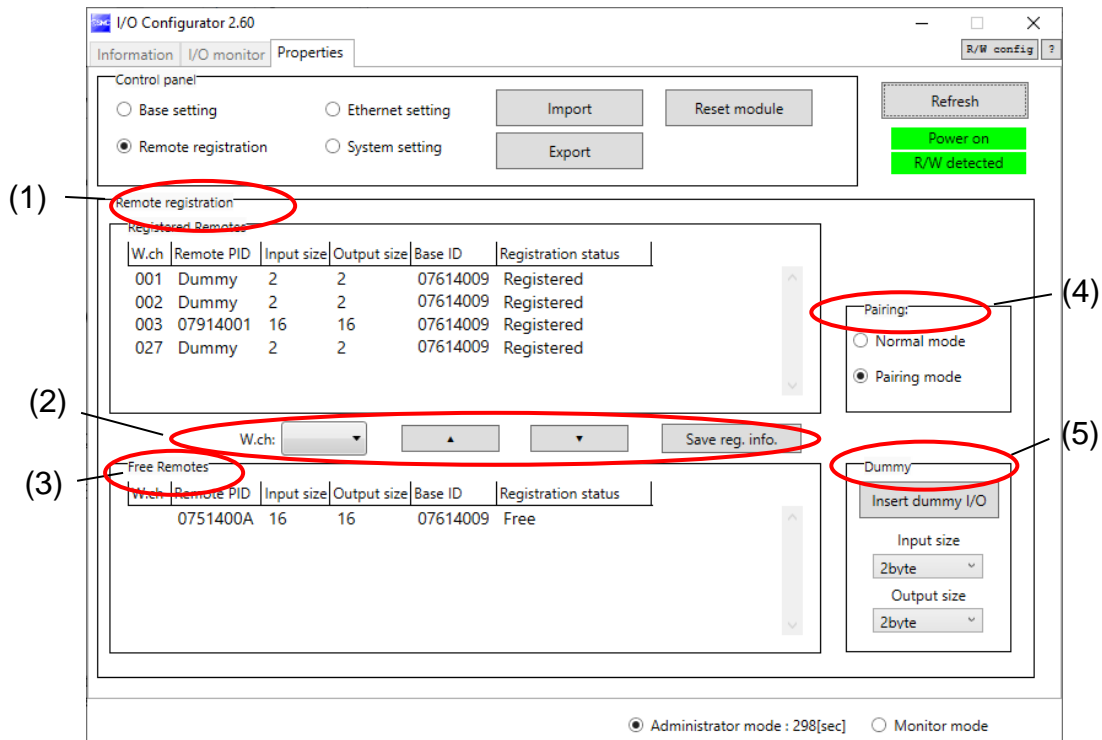 SMC I/O Configurator 2.60
Information I/O monitor Properties R/W config ?
Control panel
Base setting Ethernet setting Import Reset module Refresh
Remote registration System setting Export Power on
R/W detected
(1)
Remote registration
Registered Remotes
W.ch Remote PID Input size Output size Base ID Registration status
001 Dummy 2 2 07614009 Registered
002 Dummy 2 2 07614009 Registered
003 07914001 16 16 07614009 Registered
027 Dummy 2 2 07614009 Registered
(4)
Pairing:
Normal mode
Pairing mode
(2)
W.ch: ▲ ▼ Save reg. info.
(3)
Free Remotes
W.ch Remote PID Input size Output size Base ID Registration status
0751400A 16 16 07614009 Free
(5)
Dummy
Insert dummy I/O
Input size
2byte
Output size
2byte
Administrator mode : 298[sec] Monitor mode